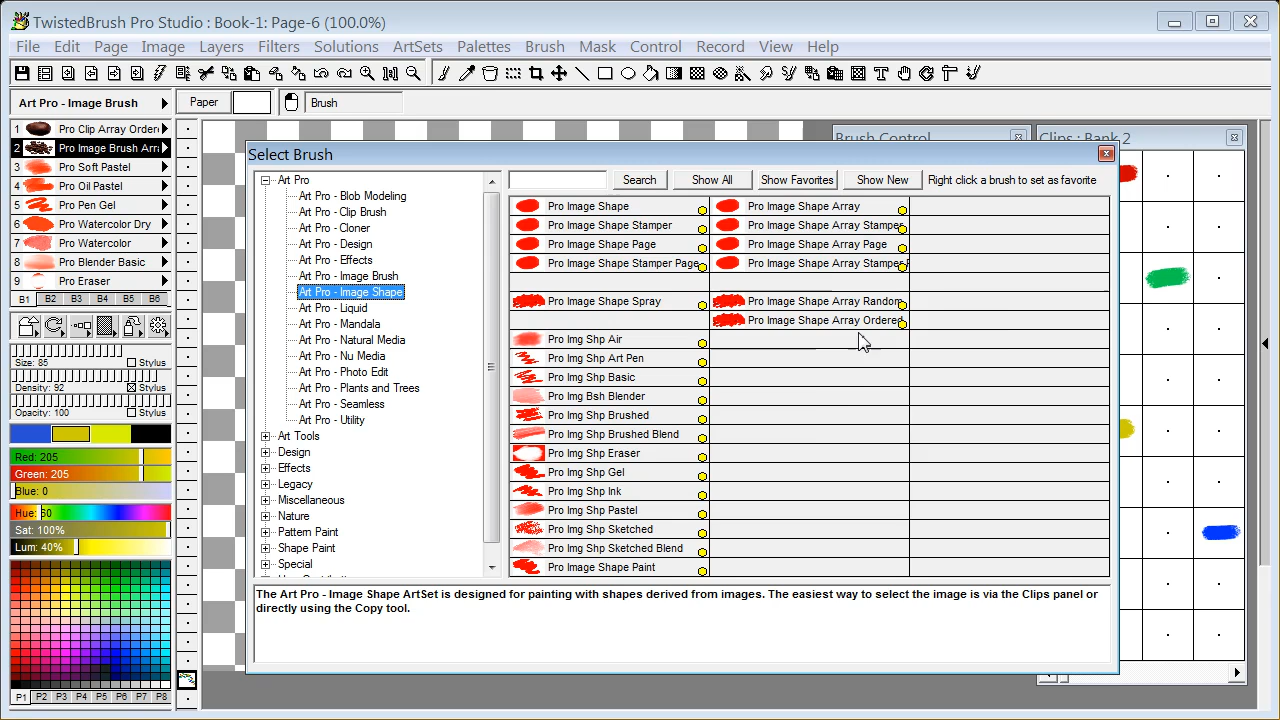 TwistedBrush Pro Studio : Book-1: Page-6 (100.0%)
File Edit Page Image Layers Filters Solutions ArtSets Palettes Brush Mask Control Record View Help
Art Pro - Image Brush
Paper
Brush
1 Pro Clip Array Order
2 Pro Image Brush Arr
3 Pro Soft Pastel
4 Pro Oil Pastel
5 Pro Pen Gel
6 Pro Watercolor Dry
7 Pro Watercolor
8 Pro Blender Basic
9 Pro Eraser
B1 B2 B3 B4 B5 B6
Size: 85 Stylus
Density: 92 Stylus
Opacity: 100 Stylus
Red: 205
Green: 205
Blue: 0
Hue: 60
Sat: 100%
Lum: 40%
P1 P2 P3 P4 P5 P6 P7 P8
Brush Control
Clips : Bank 2
Select Brush
Art Pro
Art Pro - Blob Modeling
Art Pro - Clip Brush
Art Pro - Cloner
Art Pro - Design
Art Pro - Effects
Art Pro - Image Brush
Art Pro - Image Shape
Art Pro - Liquid
Art Pro - Mandala
Art Pro - Natural Media
Art Pro - Nu Media
Art Pro - Photo Edit
Art Pro - Plants and Trees
Art Pro - Seamless
Art Pro - Utility
Art Tools
Design
Effects
Legacy
Miscellaneous
Nature
Pattern Paint
Shape Paint
Special
Search Show All Show Favorites Show New Right click a brush to set as favorite
Pro Image Shape Pro Image Shape Array
Pro Image Shape Stamper Pro Image Shape Array Stampe
Pro Image Shape Page Pro Image Shape Array Page
Pro Image Shape Stamper Page Pro Image Shape Array Stamper
Pro Image Shape Spray Pro Image Shape Array Random
Pro Image Shape Array Ordered
Pro Img Shp Air
Pro Img Shp Art Pen
Pro Img Shp Basic
Pro Img Bsh Blender
Pro Img Shp Brushed
Pro Img Shp Brushed Blend
Pro Img Shp Eraser
Pro Img Shp Gel
Pro Img Shp Ink
Pro Img Shp Pastel
Pro Img Shp Sketched
Pro Img Shp Sketched Blend
Pro Image Shape Paint
The Art Pro - Image Shape ArtSet is designed for painting with shapes derived from images. The easiest way to select the image is via the Clips panel or
directly using the Copy tool.